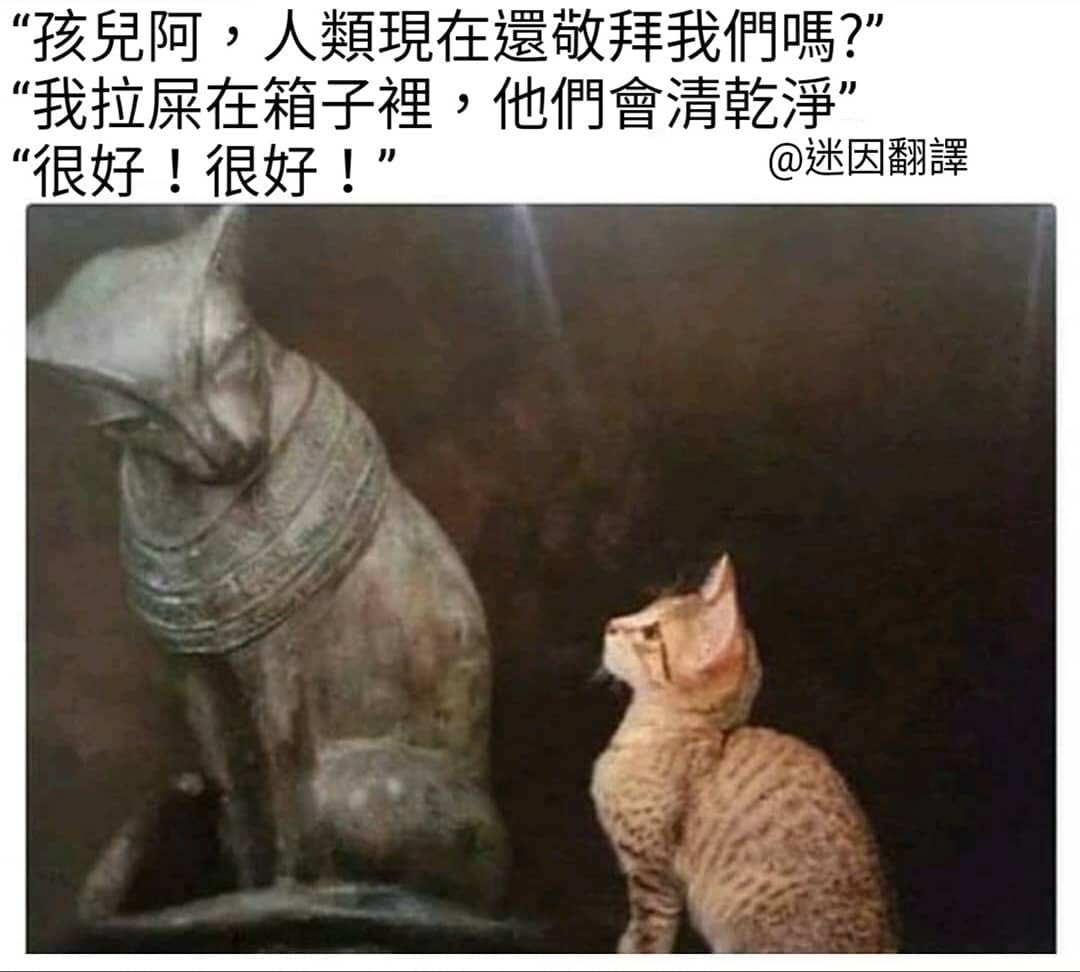 “孩兒阿，人類現在還敬拜我們嗎?”
“我拉屎在箱子裡，他們會清乾淨”
“很好！很好！”
@迷因翻譯